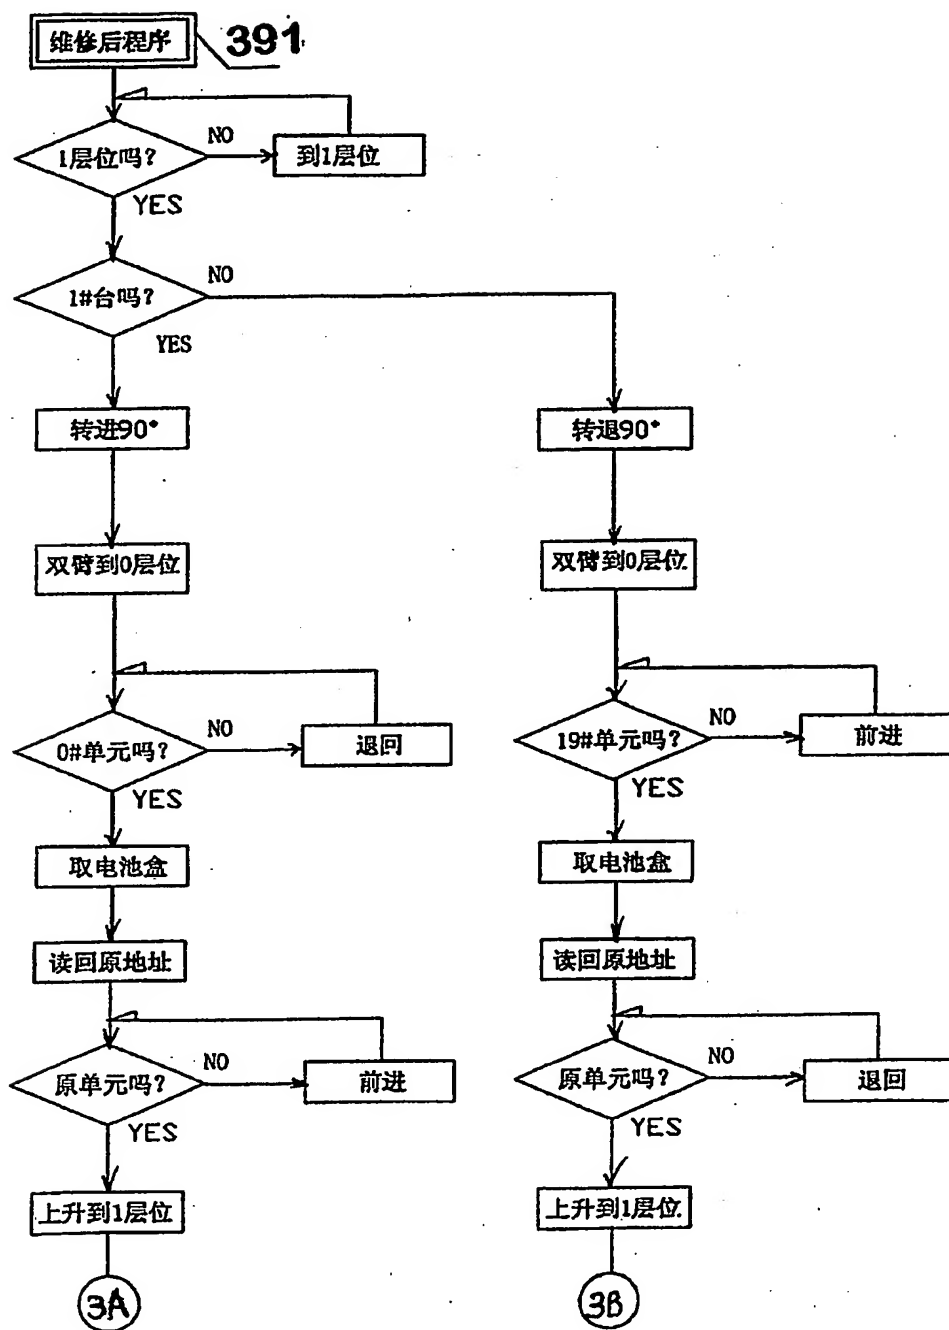 维修后程序
391
1层位吗?
NO
到1层位
YES
1#台吗?
NO
YES
转进90°
转退90°
双臂到0层位
双臂到0层位
0#单元吗?
NO
退回
YES
19#单元吗?
NO
前进
YES
取电池盒
取电池盒
读回原地址
读回原地址
原单元吗?
NO
前进
YES
原单元吗?
NO
退回
YES
上升到1层位
上升到1层位
3A
3B